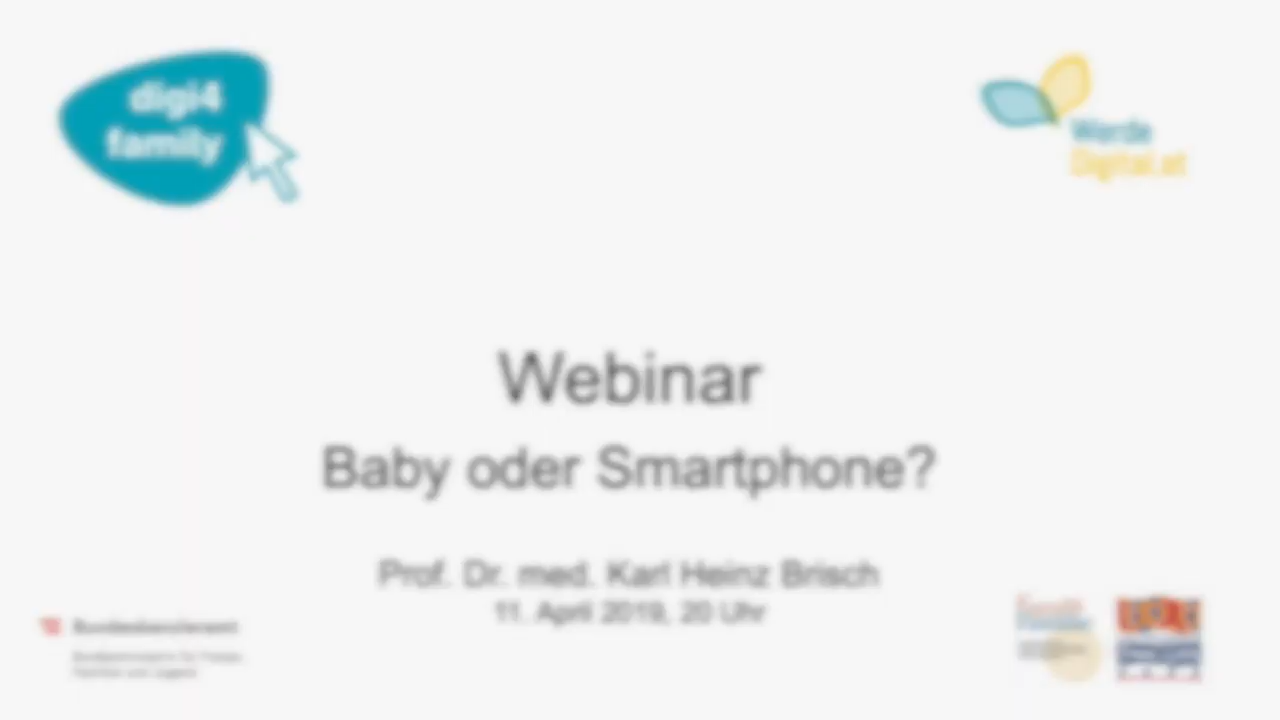 digi4
family
Werde
Digital.at
Webinar
Baby oder Smartphone?
Prof. Dr. med. Karl Heinz Brisch
11. April 2019, 20 Uhr
Bundeskanzleramt